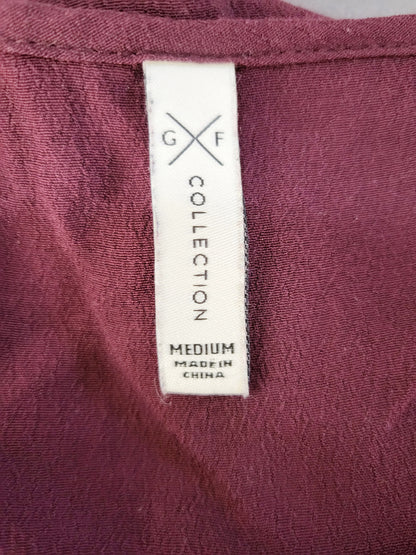 G X F
COLLECTION
MEDIUM
MADE IN
CHINA